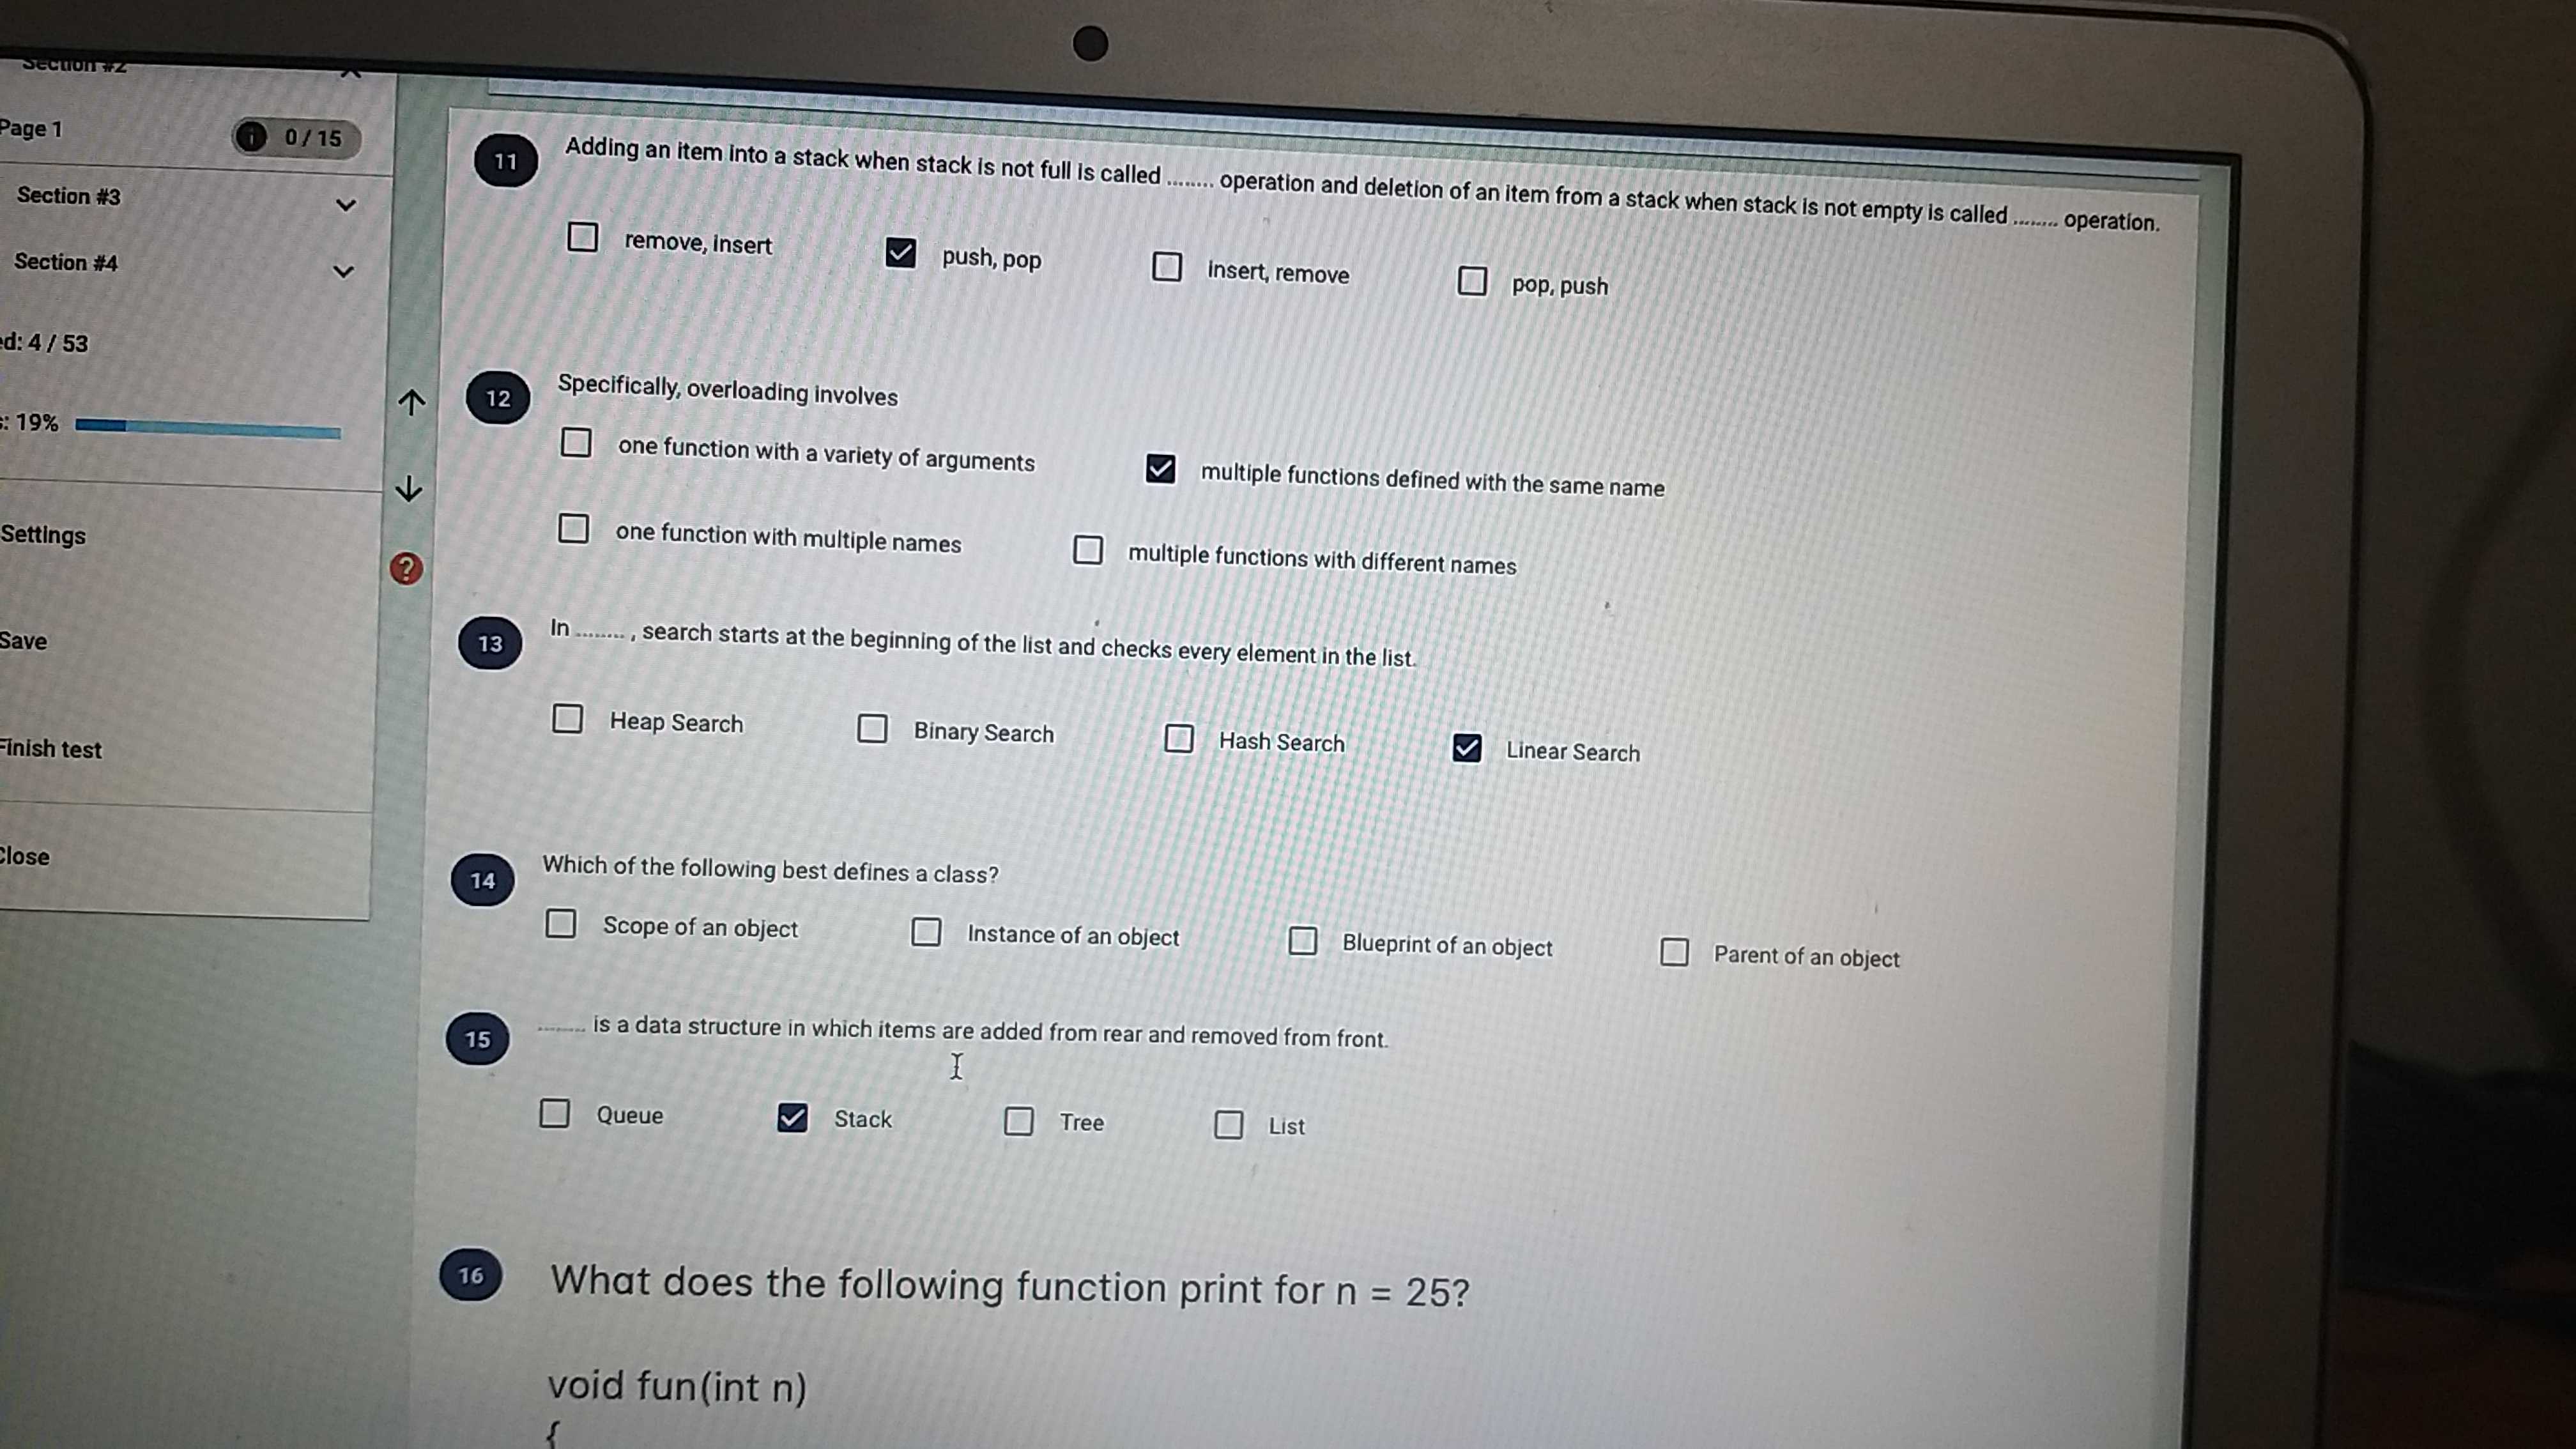 Section #2
Page 1
0 / 15
Section #3
Section #4
ed: 4 / 53
s: 19%
Settings
Save
Finish test
Close
11 Adding an item into a stack when stack is not full is called ........ operation and deletion of an item from a stack when stack is not empty is called ........ operation.
remove, insert push, pop insert, remove pop, push
12 Specifically, overloading involves
one function with a variety of arguments multiple functions defined with the same name
one function with multiple names multiple functions with different names
13 In ........ , search starts at the beginning of the list and checks every element in the list.
Heap Search Binary Search Hash Search Linear Search
14 Which of the following best defines a class?
Scope of an object Instance of an object Blueprint of an object Parent of an object
15 ........ is a data structure in which items are added from rear and removed from front.
Queue Stack Tree List
16 What does the following function print for n = 25?
void fun(int n)
{